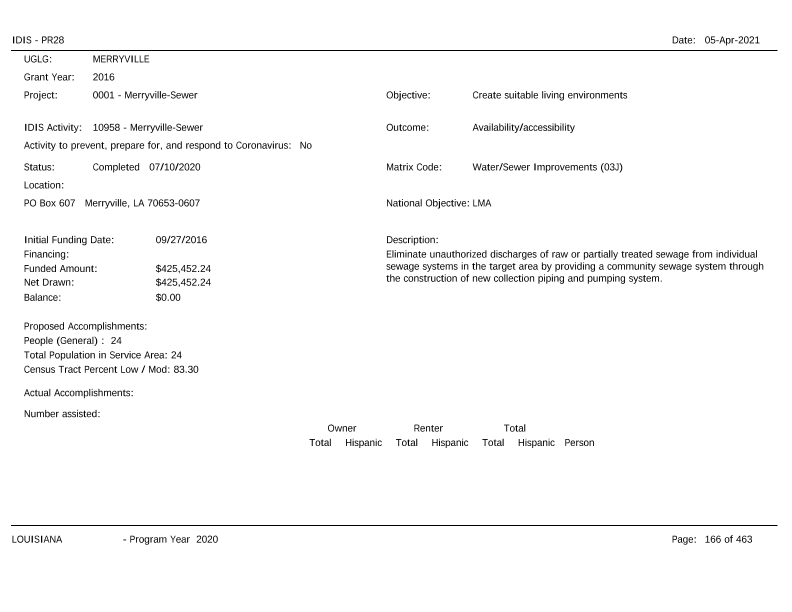 IDIS - PR28 Date: 05-Apr-2021
UGLG: MERRYVILLE
Grant Year: 2016
Project: 0001 - Merryville-Sewer Objective: Create suitable living environments
IDIS Activity: 10958 - Merryville-Sewer Outcome: Availability/accessibility
Activity to prevent, prepare for, and respond to Coronavirus: No
Status: Completed 07/10/2020 Matrix Code: Water/Sewer Improvements (03J)
Location:
PO Box 607 Merryville, LA 70653-0607 National Objective: LMA
Initial Funding Date: 09/27/2016 Description:
Financing: Eliminate unauthorized discharges of raw or partially treated sewage from individual
Funded Amount: $425,452.24 sewage systems in the target area by providing a community sewage system through
Net Drawn: $425,452.24 the construction of new collection piping and pumping system.
Balance: $0.00
Proposed Accomplishments:
People (General) : 24
Total Population in Service Area: 24
Census Tract Percent Low / Mod: 83.30
Actual Accomplishments:
Number assisted:
Owner Renter Total
Total Hispanic Total Hispanic Total Hispanic Person
LOUISIANA - Program Year 2020 Page: 166 of 463